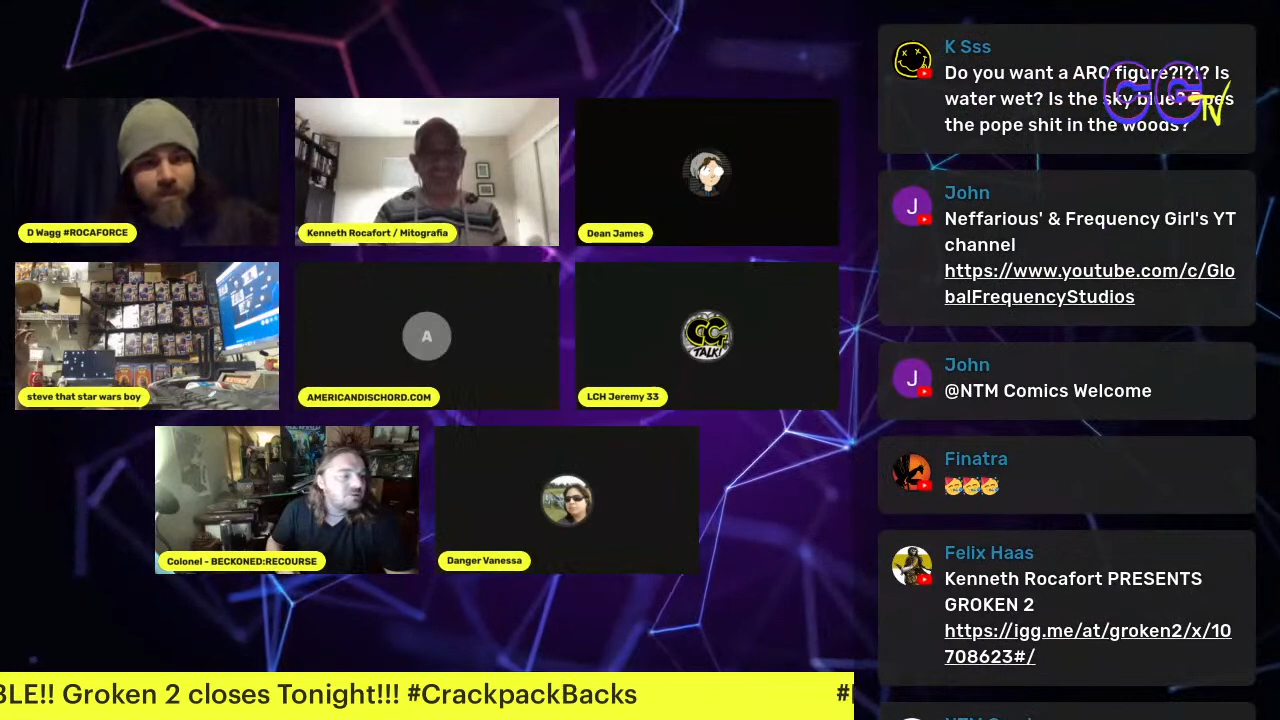 D Wagg #ROCAFORCE
Kenneth Rocafort / Mitografia
Dean James
steve that star wars boy
A
AMERICANDISCHORD.COM
GG
TALK!
LCH Jeremy 33
Colonel - BECKONED:RECOURSE
Danger Vanessa
BLE!! Groken 2 closes Tonight!!! #CrackpackBacks
#
K Sss
Do you want a ARO figure?!?!? Is
water wet? Is the sky blue? Does
the pope shit in the woods?
GG TV
J
John
Neffarious' & Frequency Girl's YT
channel
https://www.youtube.com/c/Glo
balFrequencyStudios
J
John
@NTM Comics Welcome
Finatra
Felix Haas
Kenneth Rocafort PRESENTS
GROKEN 2
https://igg.me/at/groken2/x/10
708623#/